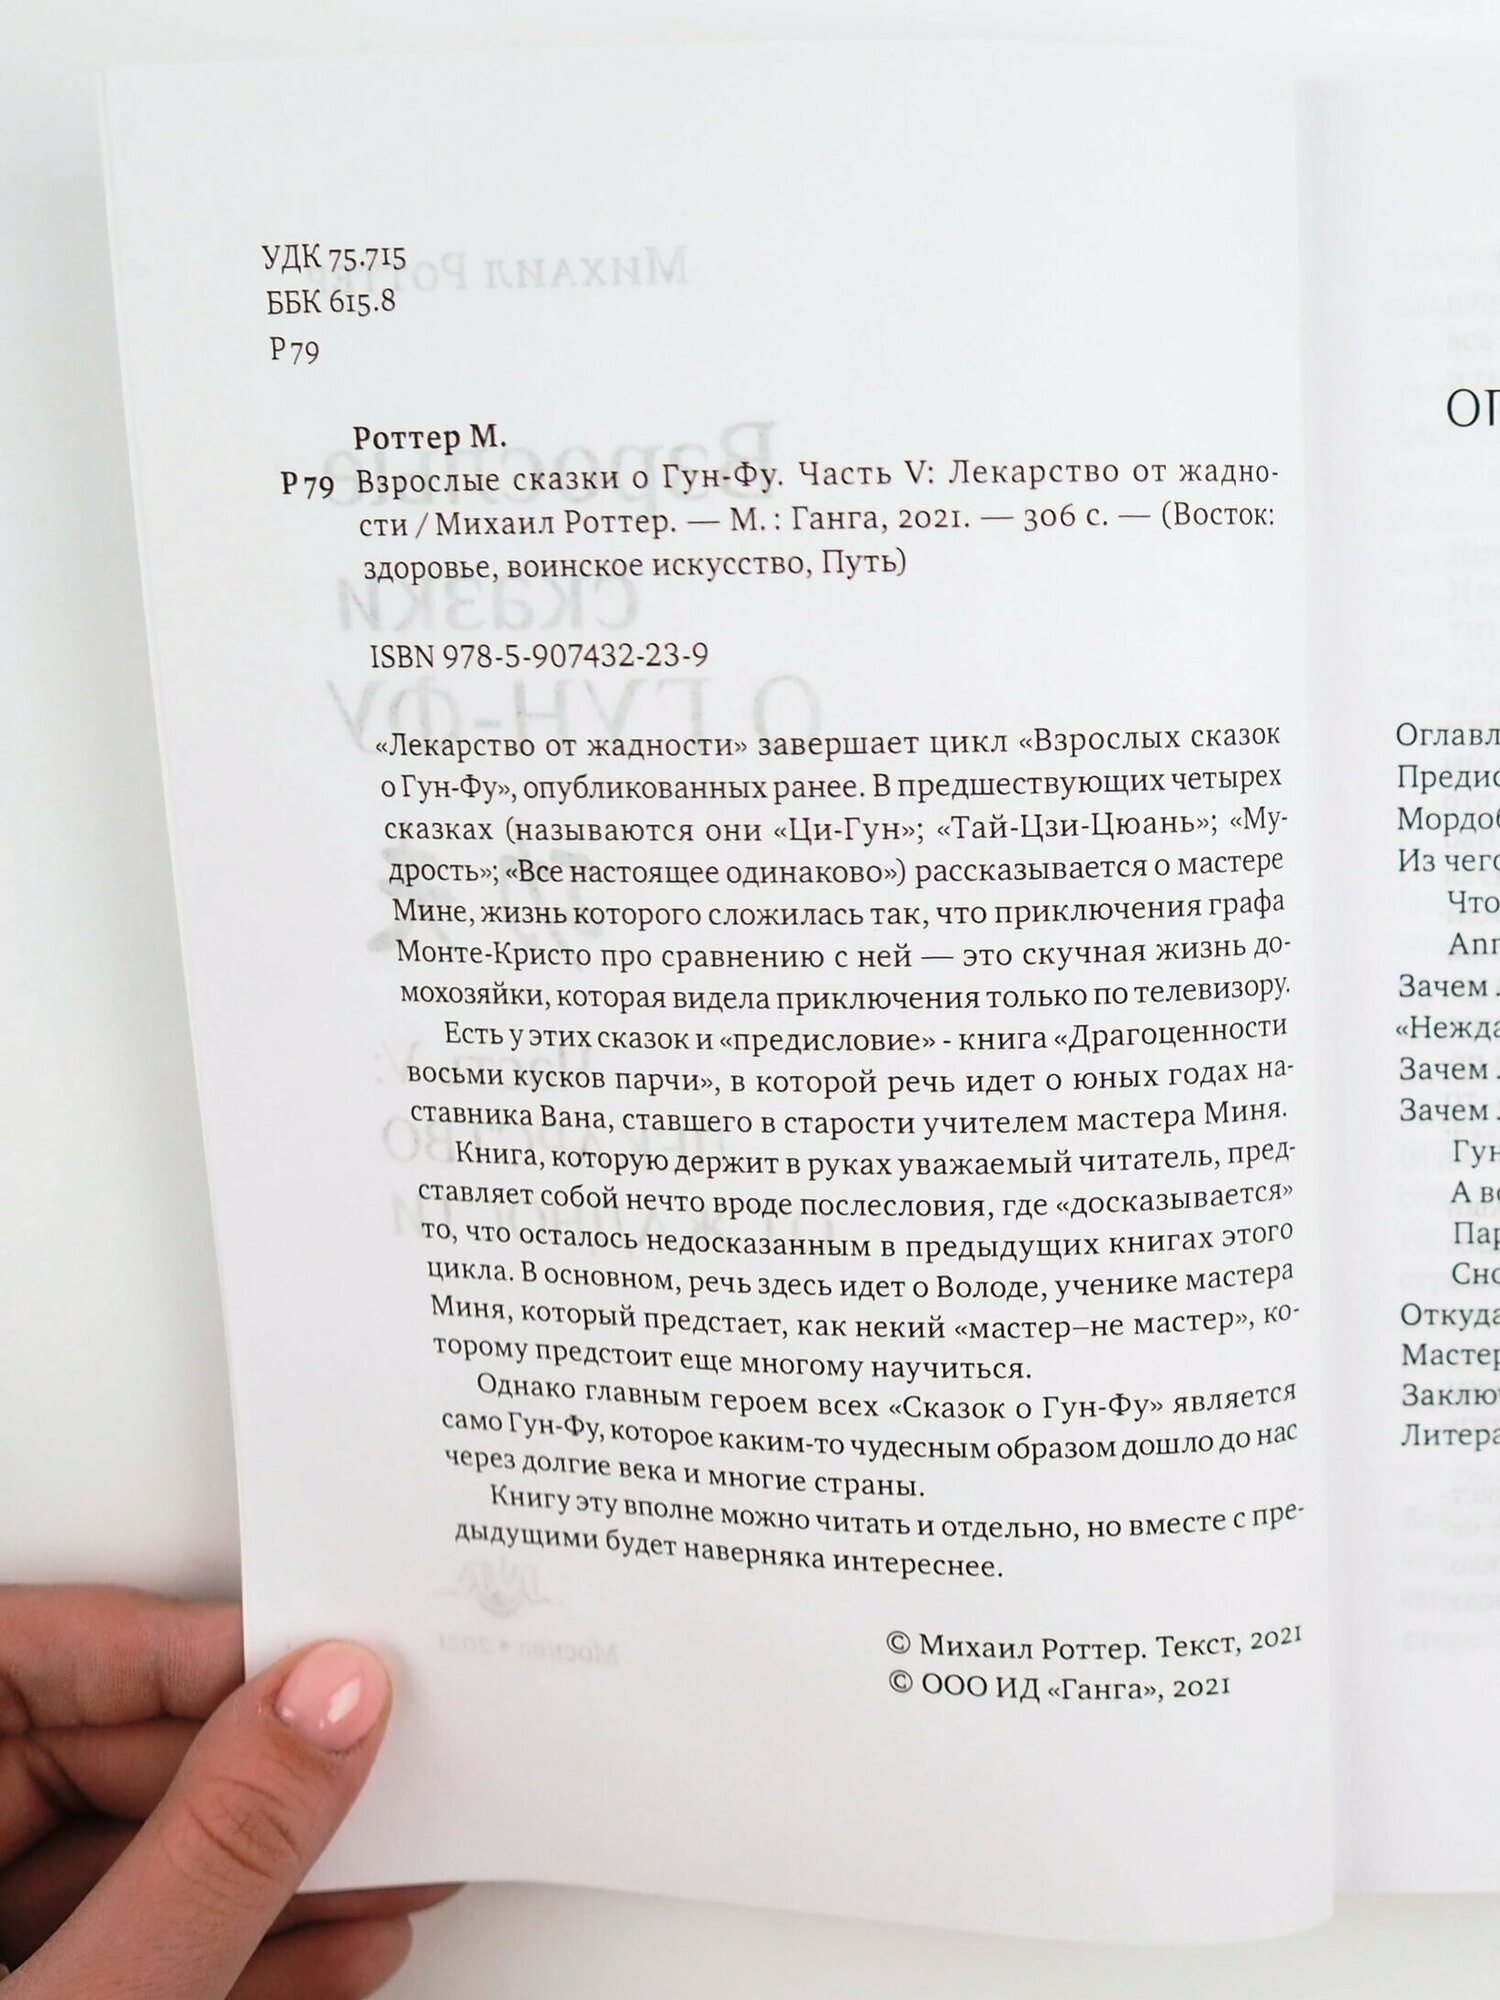 УДК 75.715
ББК 615.8
Р79
Роттер М.
Р79 Взрослые сказки о Гун-Фу. Часть V: Лекарство от жадно-
сти / Михаил Роттер. — М. : Ганга, 2021. — 306 с. — (Восток:
здоровье, воинское искусство, Путь)
ISBN 978-5-907432-23-9
«Лекарство от жадности» завершает цикл «Взрослых сказок
о Гун-Фу», опубликованных ранее. В предшествующих четырех
сказках (называются они «Ци-Гун»; «Тай-Цзи-Цюань»; «Му-
дрость»; «Все настоящее одинаково») рассказывается о мастере
Мине, жизнь которого сложилась так, что приключения графа
Монте-Кристо про сравнению с ней — это скучная жизнь до-
мохозяйки, которая видела приключения только по телевизору.
Есть у этих сказок и «предисловие» - книга «Драгоценности
восьми кусков парчи», в которой речь идет о юных годах на-
ставника Вана, ставшего в старости учителем мастера Миня.
Книга, которую держит в руках уважаемый читатель, пред-
ставляет собой нечто вроде послесловия, где «досказывается»
то, что осталось недосказанным в предыдущих книгах этого
цикла. В основном, речь здесь идет о Володе, ученике мастера
Миня, который предстает, как некий «мастер–не мастер», ко-
торому предстоит еще многому научиться.
Однако главным героем всех «Сказок о Гун-Фу» является
само Гун-Фу, которое каким-то чудесным образом дошло до нас
через долгие века и многие страны.
Книгу эту вполне можно читать и отдельно, но вместе с пре-
дыдущими будет наверняка интереснее.
© Михаил Роттер. Текст, 2021
© ООО ИД «Ганга», 2021
Из
Что
Зачем
Зачем
Зачем
А
Откуда